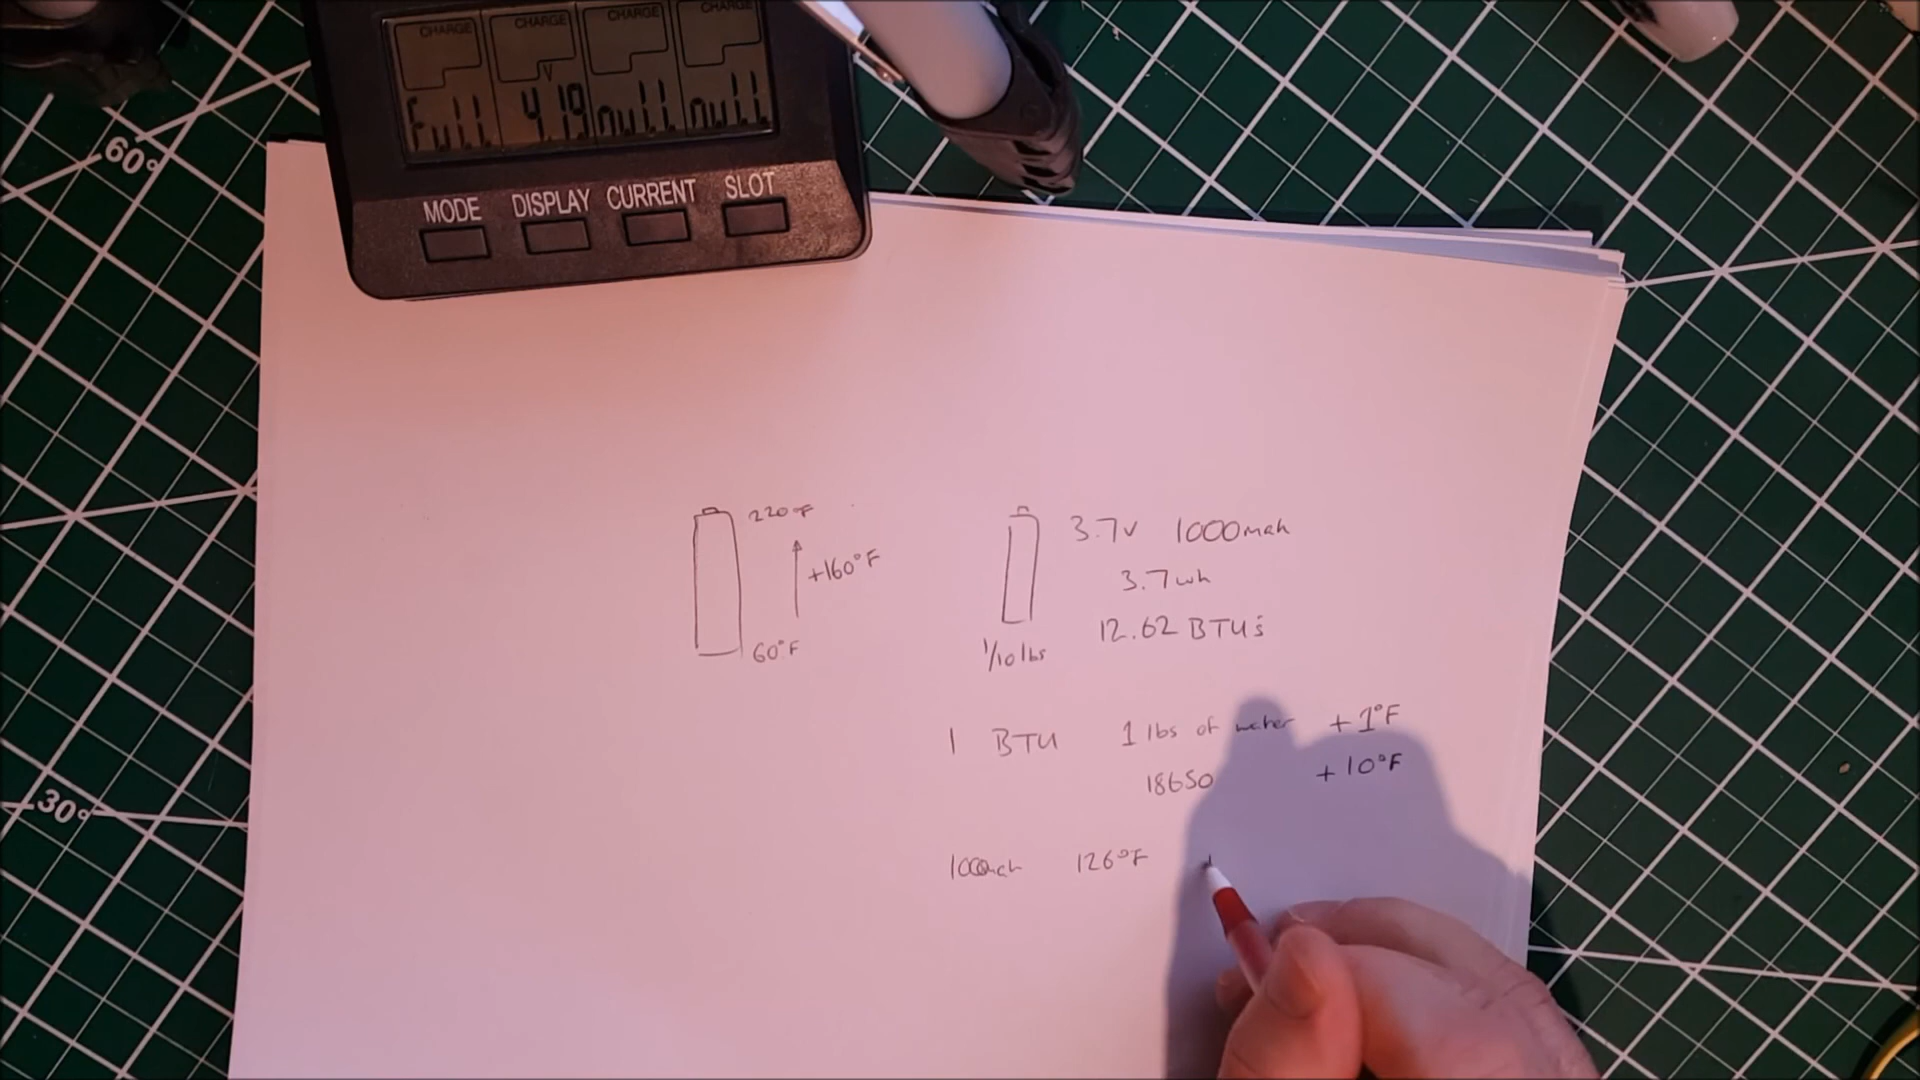 CHARGE CHARGE CHARGE CHARGE
Full 4.19 V null null
MODE DISPLAY CURRENT SLOT
60°
30°
220°F
+160°F
60°F
3.7v 1000mah
3.7wh
12.62 BTU's
1/10 lbs
1 BTU 1 lbs of water +1°F
18650 +10°F
1000mah 126°F